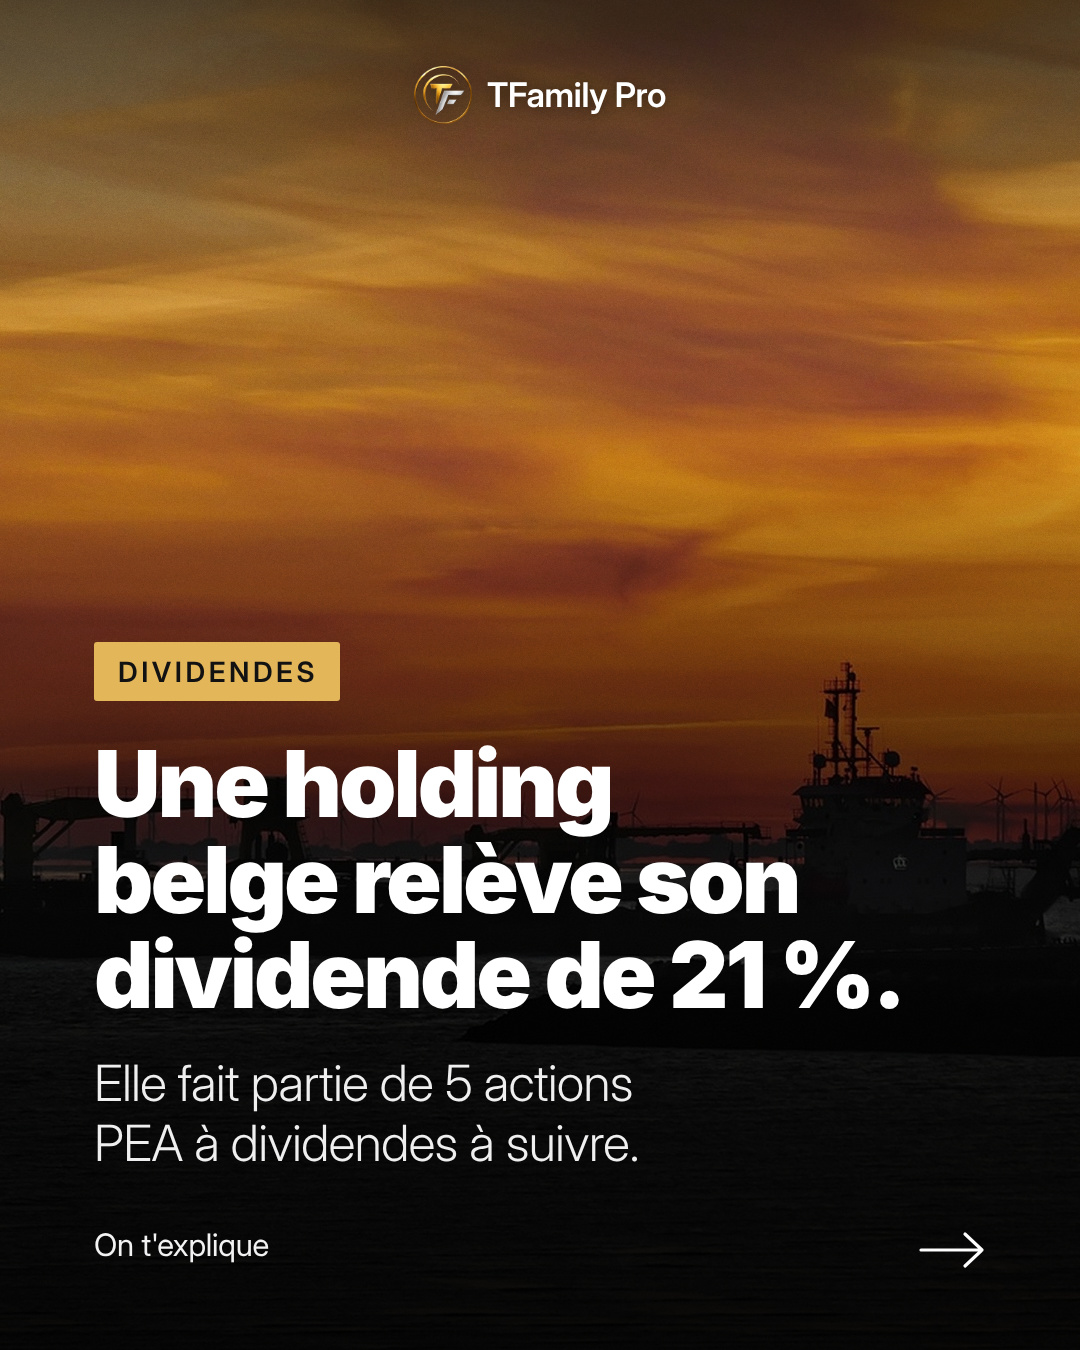 TFamily Pro
DIVIDENDES
Une holding
belge relève son
dividende de 21 %.
Elle fait partie de 5 actions
PEA à dividendes à suivre.
On t'explique